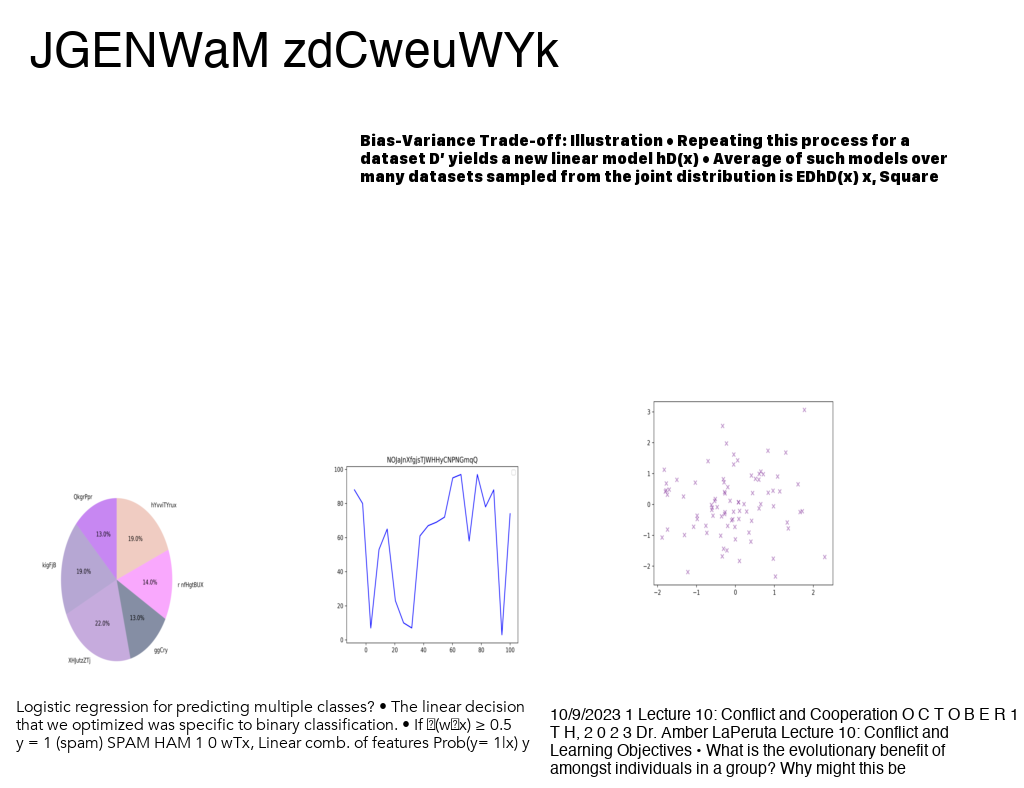 JGENWaM zdCweuWYk
Bias-Variance Trade-off: Illustration • Repeating this process for a
dataset D′ yields a new linear model hD(x) • Average of such models over
many datasets sampled from the joint distribution is EDhD(x) x, Square
3
2
1
0
−1
−2
−2 −1 0 1 2
NOJaJnXfgjsTJWHHyCNPNGmqQ
100
80
60
40
20
0
0 20 40 60 80 100
QkgrPpr
hYvviTYrux
13.0%
19.0%
kigFjB
19.0%
14.0%
r nfHgtBUX
22.0%
13.0%
ggCry
XHJutzZTj
Logistic regression for predicting multiple classes? • The linear decision
that we optimized was specific to binary classification. • If (w x) ≥ 0.5
y = 1 (spam) SPAM HAM 1 0 wTx, Linear comb. of features Prob(y= 1|x) y
10/9/2023 1 Lecture 10: Conflict and Cooperation O C T O B E R 1
T H, 2 0 2 3 Dr. Amber LaPeruta Lecture 10: Conflict and
Learning Objectives • What is the evolutionary benefit of
amongst individuals in a group? Why might this be